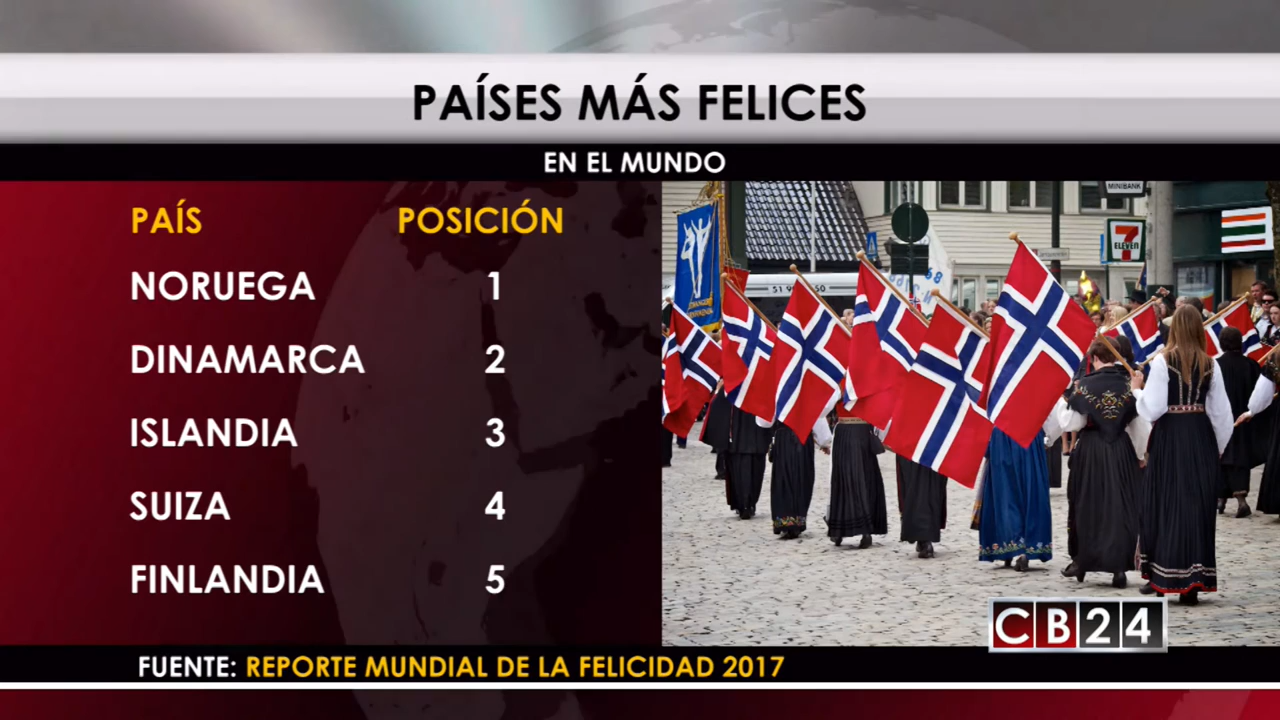 PAÍSES MÁS FELICES
EN EL MUNDO
PAÍS POSICIÓN
NORUEGA 1
DINAMARCA 2
ISLANDIA 3
SUIZA 4
FINLANDIA 5
MINIBANK
7
ELEVEN
CB24
FUENTE: REPORTE MUNDIAL DE LA FELICIDAD 2017